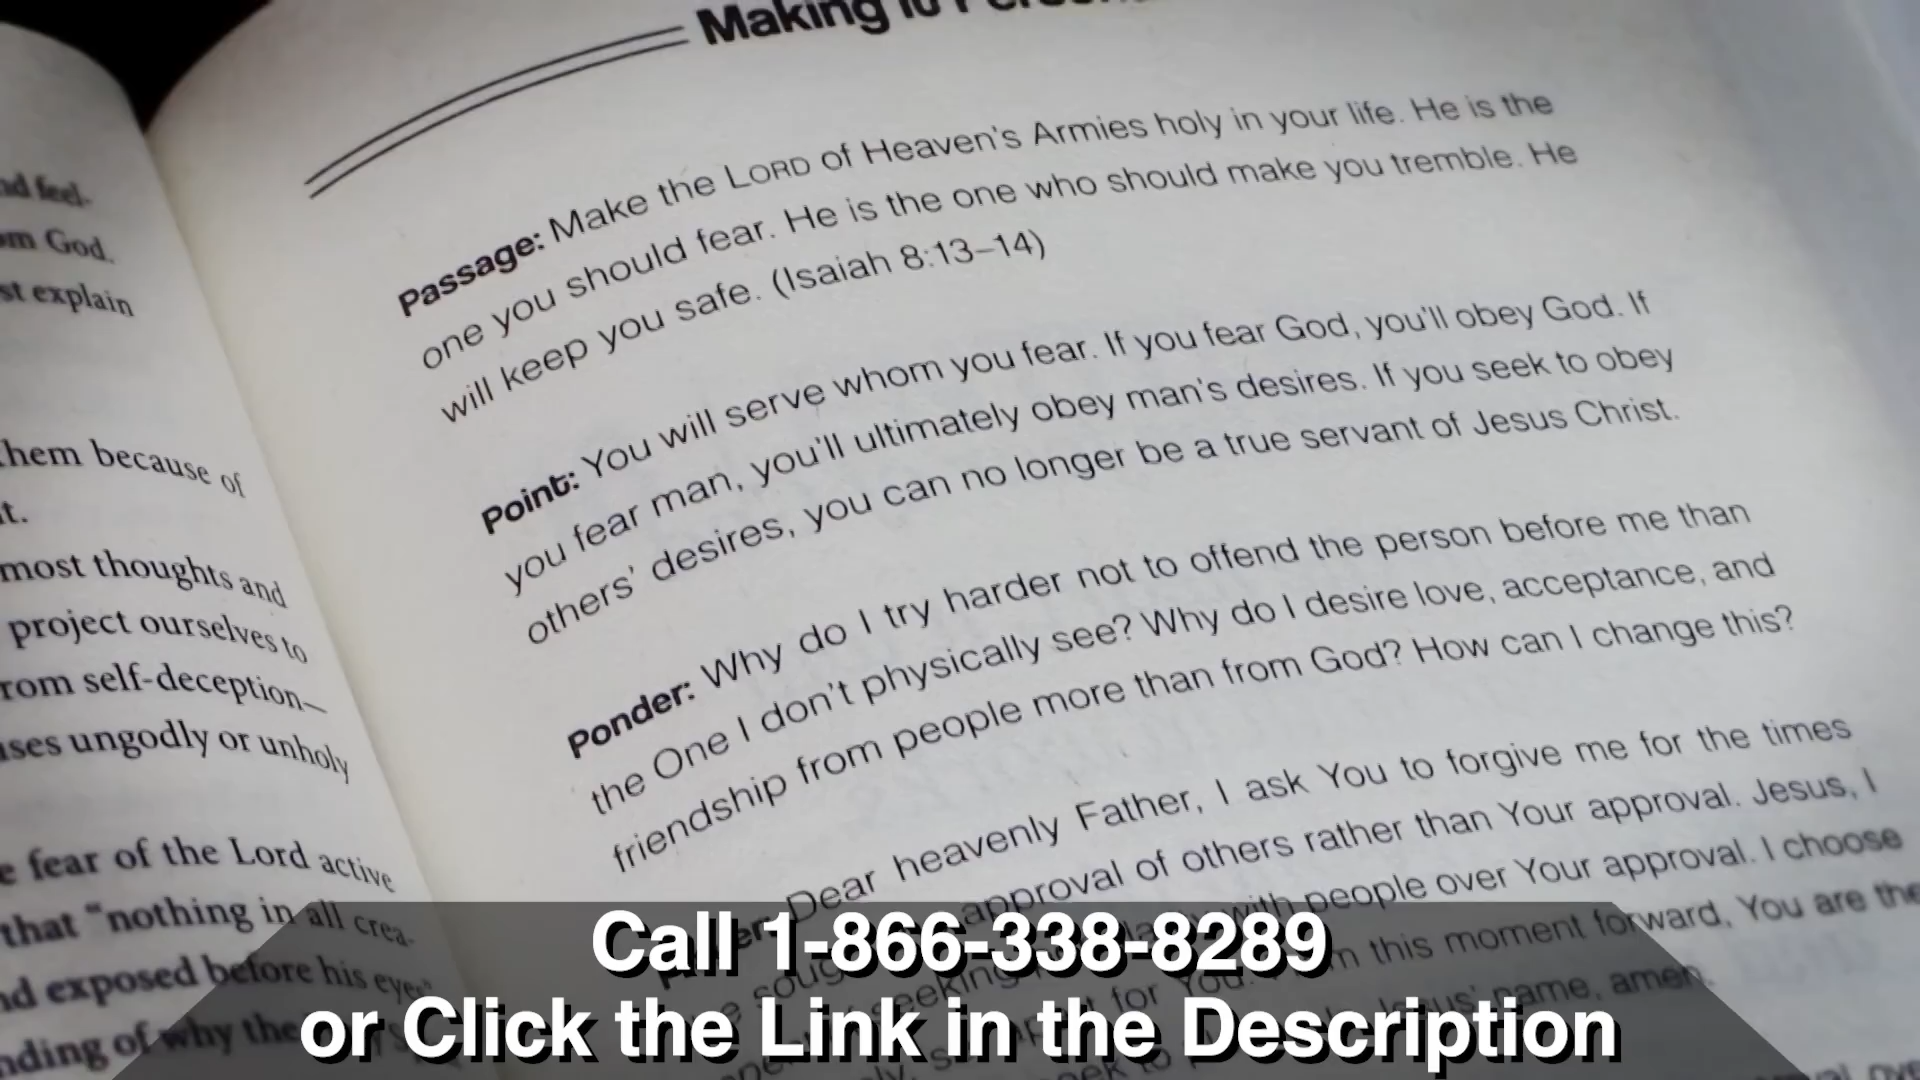 Making It
nd feel-
om God.
st explain
hem because of
t.
most thoughts and
project ourselves to
rom self-deception—
ses ungodly or unholy
e fear of the Lord active
that “nothing in all crea-
nd exposed before his eyes”
nding of why the
Passage: Make the LORD of Heaven's Armies holy in your life. He is the
one you should fear. He is the one who should make you tremble. He
will keep you safe. (Isaiah 8:13–14)
Point: You will serve whom you fear. If you fear God, you'll obey God. If
you fear man, you'll ultimately obey man's desires. If you seek to obey
others' desires, you can no longer be a true servant of Jesus Christ.
Ponder: Why do I try harder not to offend the person before me than
the One I don't physically see? Why do I desire love, acceptance, and
friendship from people more than from God? How can I change this?
Dear heavenly Father, I ask You to forgive me for the times
approval of others rather than Your approval. Jesus, I
with people over Your approval. I choose
for You. this moment forward, You are the
Jesus' name, amen.
Call 1-866-338-8289
or Click the Link in the Description